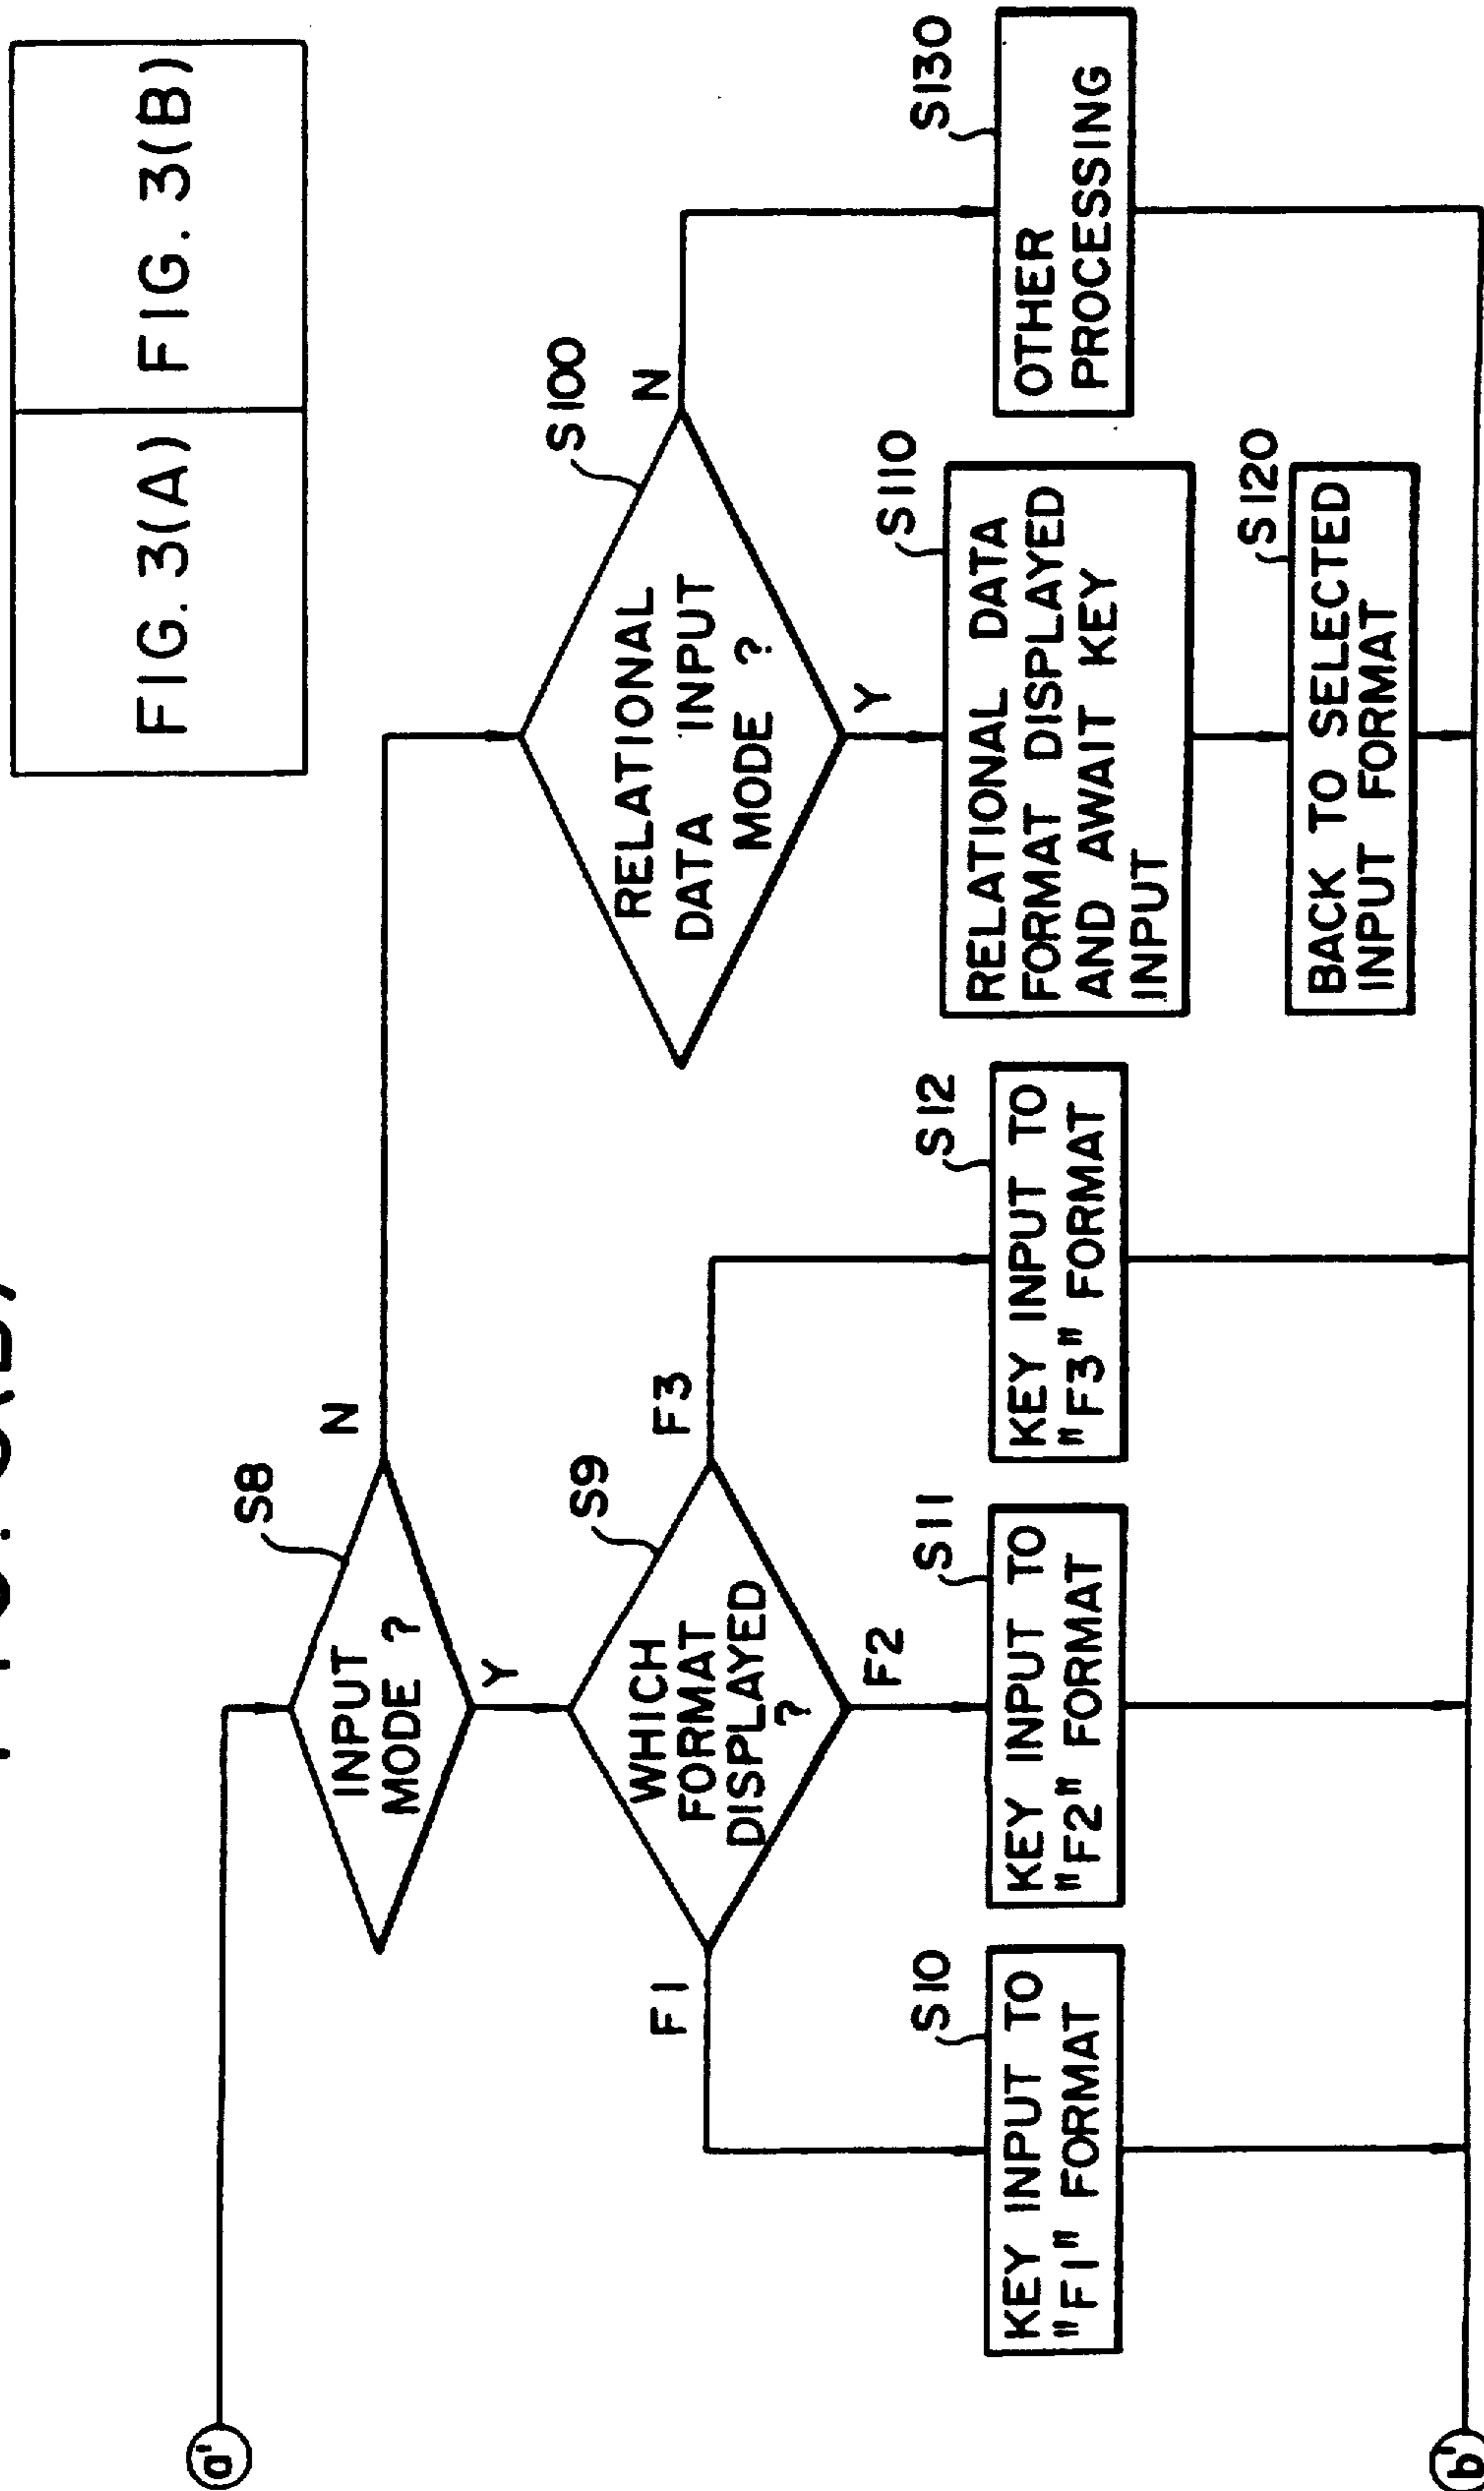 FIG. 3(A)
FIG. 3(B)
a'
S8
INPUT
MODE ?
N
Y
S9
WHICH
FORMAT
DISPLAYED
?
F1
F2
F3
S10
KEY INPUT TO
"F1" FORMAT
S11
KEY INPUT TO
"F2" FORMAT
S12
KEY INPUT TO
"F3" FORMAT
S100
RELATIONAL
DATA INPUT
MODE ?
N
Y
S110
RELATIONAL DATA
FORMAT DISPLAYED
AND AWAIT KEY
INPUT
S120
BACK TO SELECTED
INPUT FORMAT
S130
OTHER
PROCESSING
b'